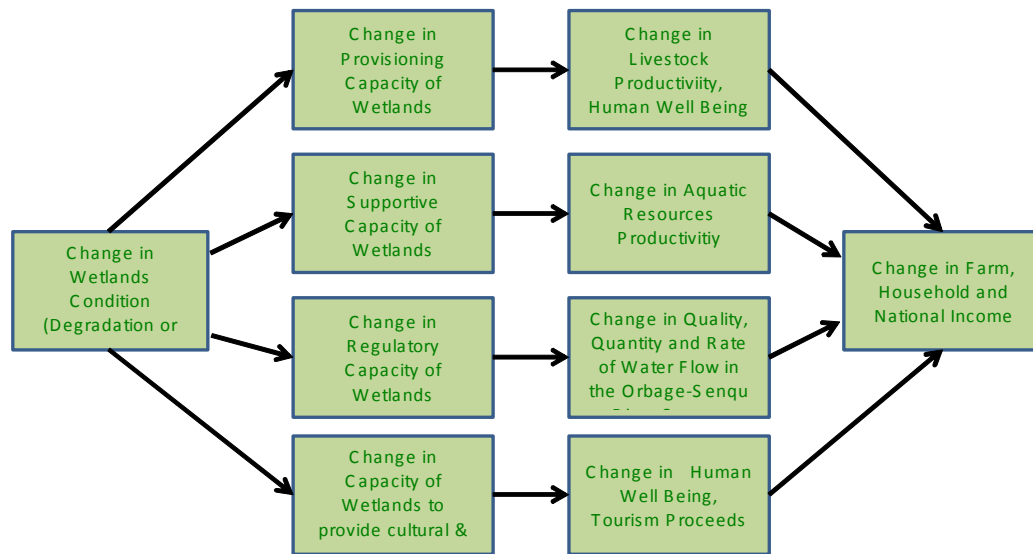 Change in
Provisioning
Capacity of
Wetlands
Change in
Livestock
Productiviity,
Human Well Being
Change in
Supportive
Capacity of
Wetlands
Change in Aquatic
Resources
Productivitiy
Change in
Wetlands
Condition
(Degradation or
Change in Farm,
Household and
National Income
Change in
Regulatory
Capacity of
Wetlands
Change in Quality,
Quantity and Rate
of Water Flow in
the Orbage-Senqu
Change in
Capacity of
Wetlands to
provide cultural &
Change in Human
Well Being,
Tourism Proceeds